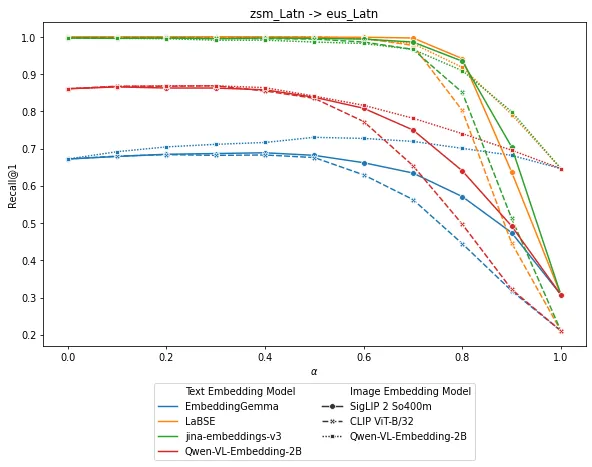 zsm_Latn -> eus_Latn
1.0
0.9
0.8
0.7
0.6
0.5
0.4
0.3
0.2
Recall@1
0.0 0.2 0.4 0.6 0.8 1.0
α
Text Embedding Model Image Embedding Model
EmbeddingGemma SigLIP 2 So400m
LaBSE CLIP ViT-B/32
jina-embeddings-v3 Qwen-VL-Embedding-2B
Qwen-VL-Embedding-2B